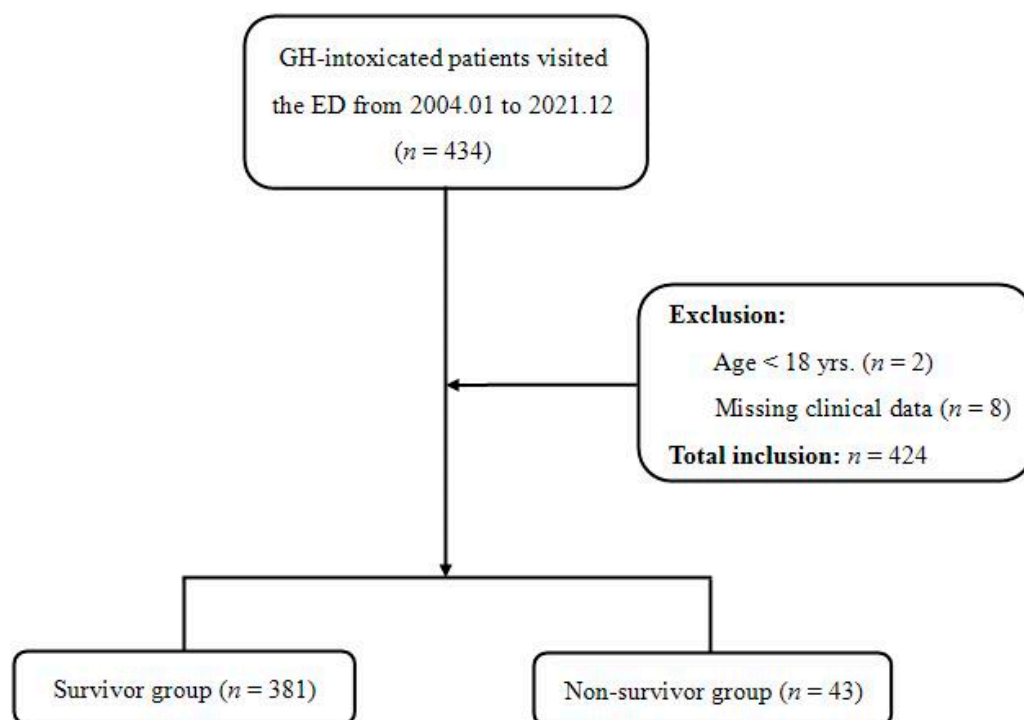 GH-intoxicated patients visited
the ED from 2004.01 to 2021.12
(n = 434)
Exclusion:
Age < 18 yrs. (n = 2)
Missing clinical data (n = 8)
Total inclusion: n = 424
Survivor group (n = 381)
Non-survivor group (n = 43)